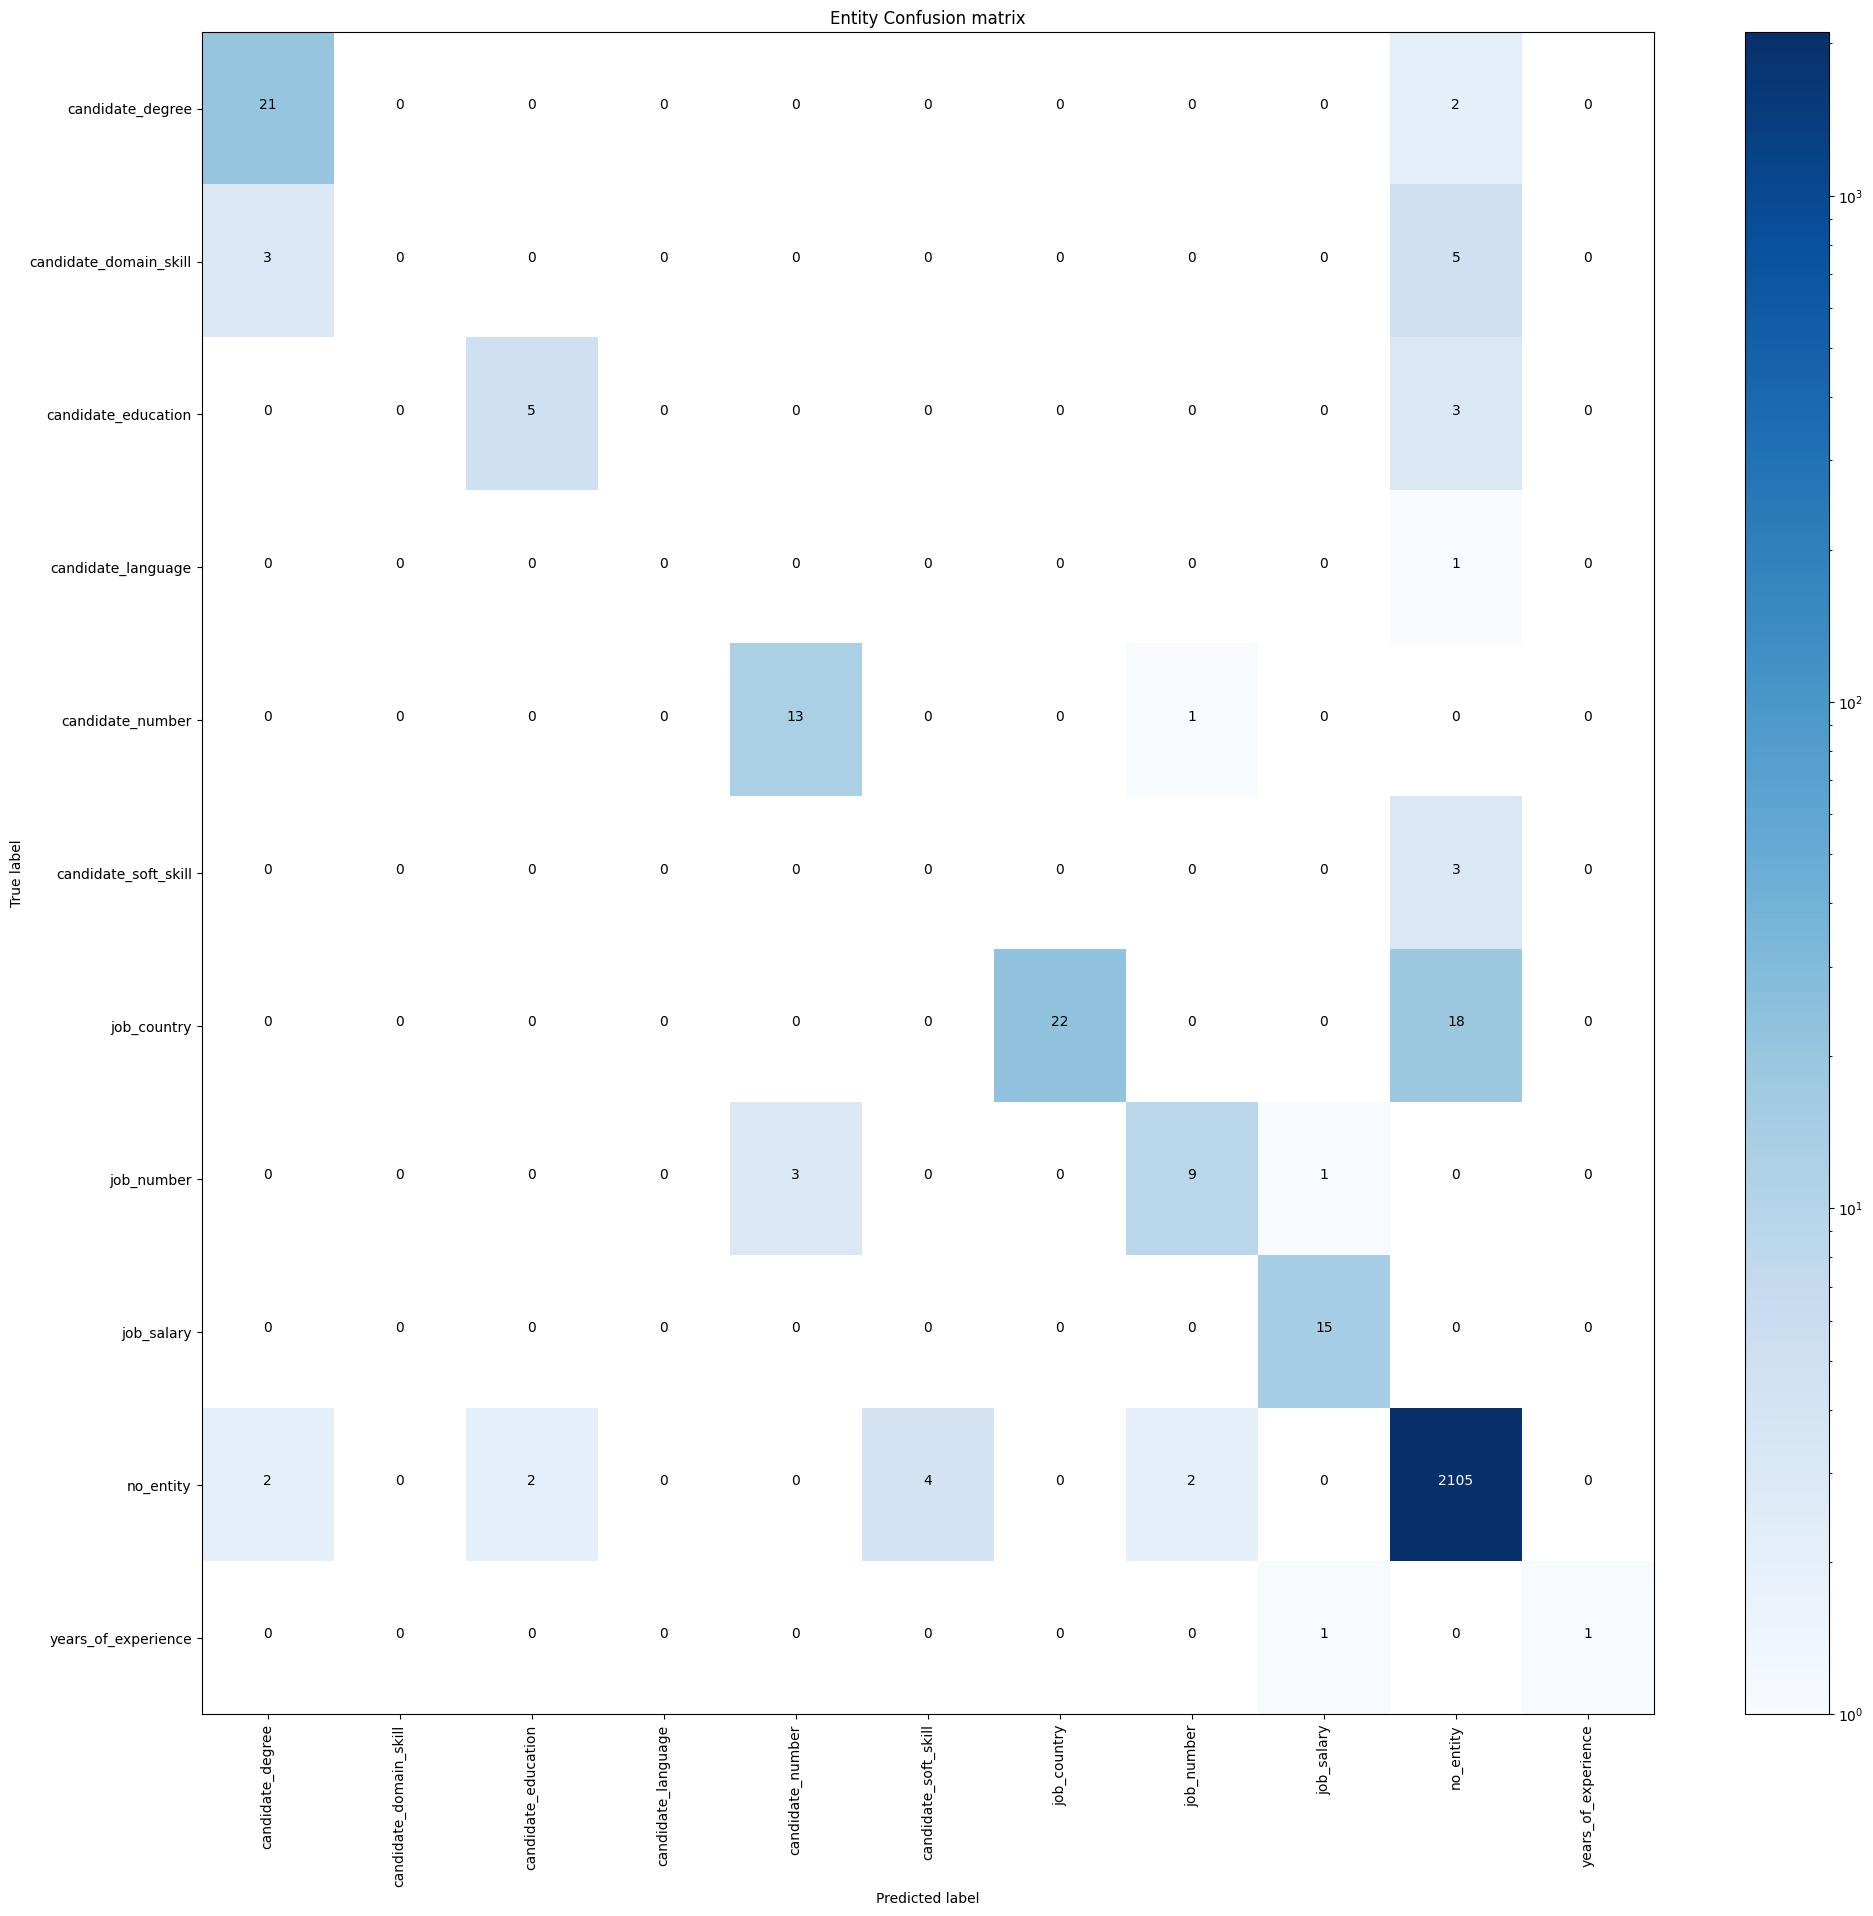 Entity Confusion matrix
candidate_degree 21 0 0 0 0 0 0 0 0 2 0
candidate_domain_skill 3 0 0 0 0 0 0 0 0 5 0
candidate_education 0 0 5 0 0 0 0 0 0 3 0
candidate_language 0 0 0 0 0 0 0 0 0 1 0
candidate_number 0 0 0 0 13 0 0 1 0 0 0
candidate_soft_skill 0 0 0 0 0 0 0 0 0 3 0
job_country 0 0 0 0 0 0 22 0 0 18 0
job_number 0 0 0 0 3 0 0 9 1 0 0
job_salary 0 0 0 0 0 0 0 0 15 0 0
no_entity 2 0 2 0 0 4 0 2 0 2105 0
years_of_experience 0 0 0 0 0 0 0 0 1 0 1
True label
candidate_degree
candidate_domain_skill
candidate_education
candidate_language
candidate_number
candidate_soft_skill
job_country
job_number
job_salary
no_entity
years_of_experience
Predicted label
10³
10²
10¹
10⁰